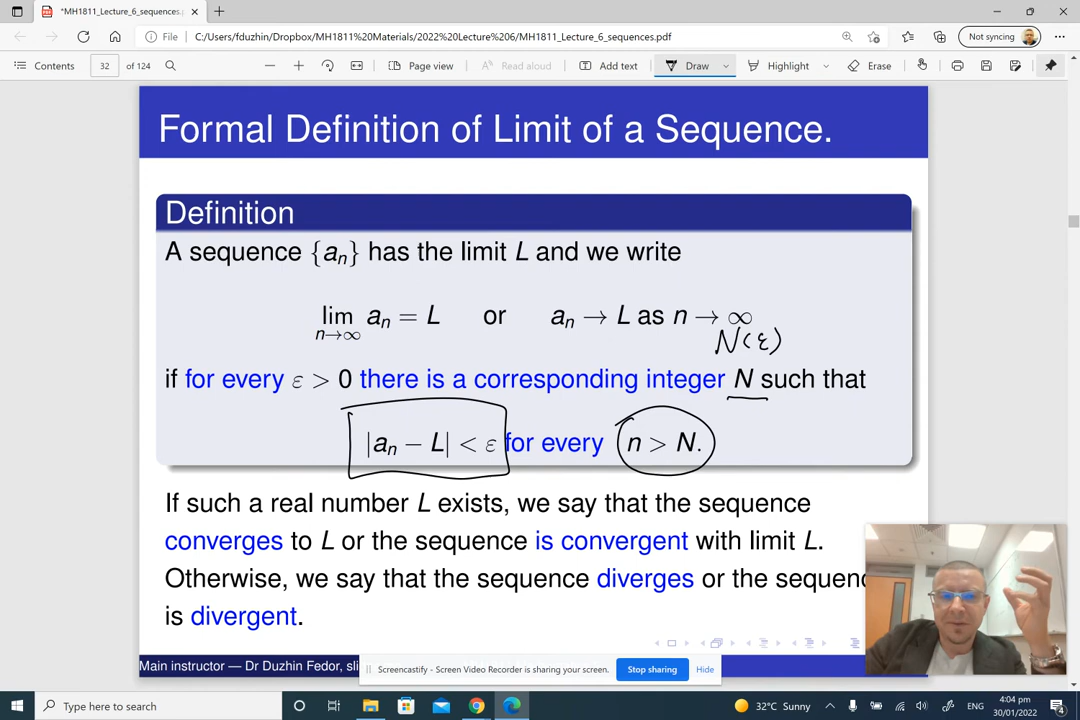 *MH1811_Lecture_6_sequences.p
File C:/Users/fduzhin/Dropbox/MH1811%20Materials/2022%20Lecture%206/MH1811_Lecture_6_sequences.pdf Not syncing
Contents 32 of 124 Page view Read aloud Add text Draw Highlight Erase
Formal Definition of Limit of a Sequence.
Definition
A sequence {aₙ} has the limit L and we write
lim n→∞ aₙ = L or aₙ → L as n → ∞
N(ε)
if for every ε > 0 there is a corresponding integer N such that
|aₙ − L| < ε for every n > N.
If such a real number L exists, we say that the sequence
converges to L or the sequence is convergent with limit L.
Otherwise, we say that the sequence diverges or the sequenc
is divergent.
Main instructor — Dr Duzhin Fedor, sli
Screencastify - Screen Video Recorder is sharing your screen. Stop sharing Hide
Type here to search 32°C Sunny ENG 4:04 pm
30/01/2022